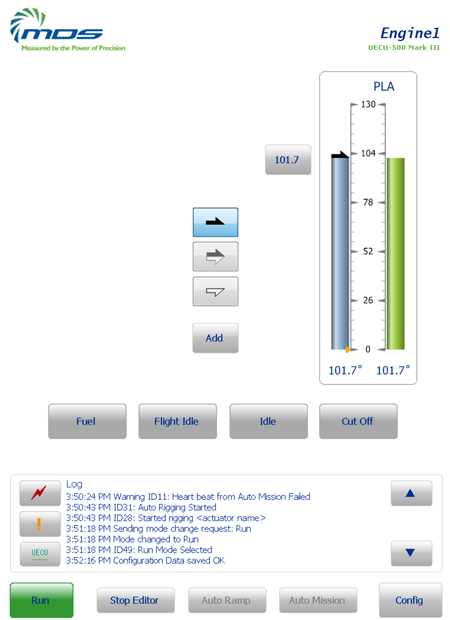 mds
Measured by the Power of Precision
Engine1
UECU-500 Mark III
PLA
130
101.7
104
78
52
26
0
101.7° 101.7°
Add
Fuel Flight Idle Idle Cut Off
Log
3:50:24 PM Warning ID11: Heart beat from Auto Mission Failed
3:50:43 PM ID31: Auto Rigging Started
3:50:43 PM ID28: Started rigging <actuator name>
3:51:18 PM Sending mode change request: Run
3:51:18 PM Mode changed to Run
3:51:18 PM ID49: Run Mode Selected
3:52:16 PM Configuration Data saved OK
!
UECU
Run Stop Editor Auto Ramp Auto Mission Config